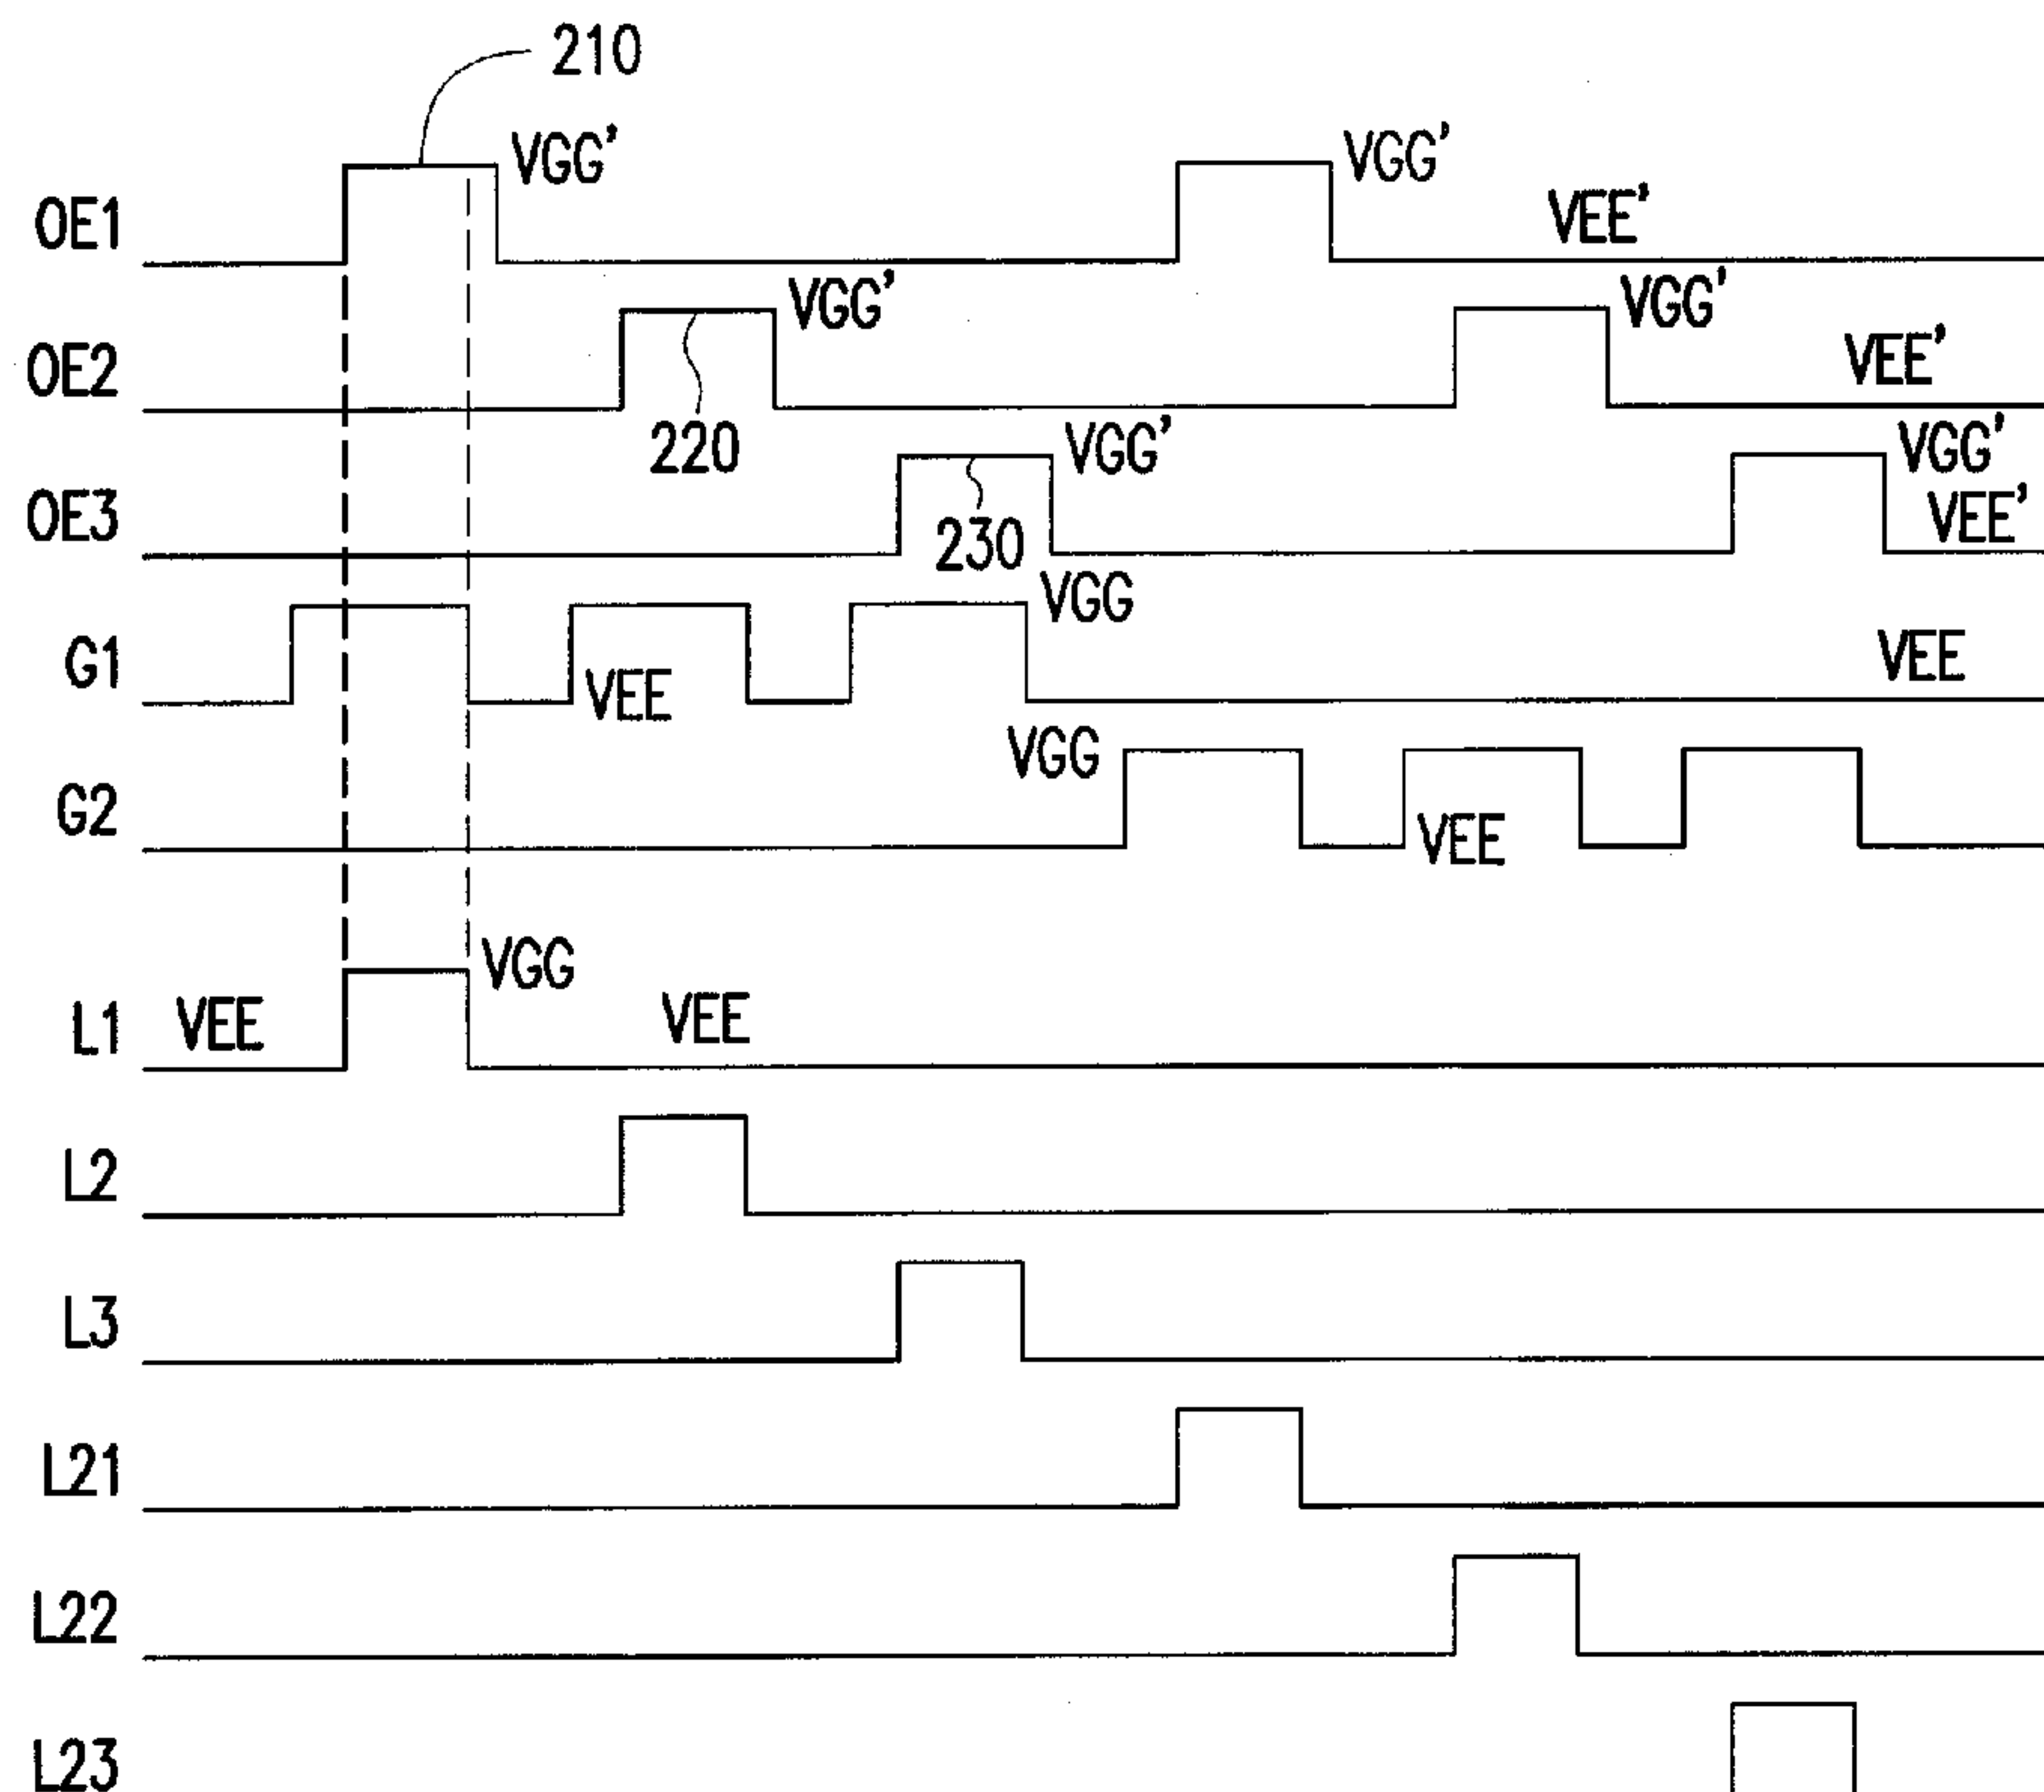 210
VGG' VGG'
OE1 VEE'
VGG' VGG'
OE2 VEE'
220 VGG' VGG'
OE3 230 VEE'
VGG
G1 VEE VEE
VGG
G2 VEE
VGG
L1 VEE VEE
L2
L3
L21
L22
L23